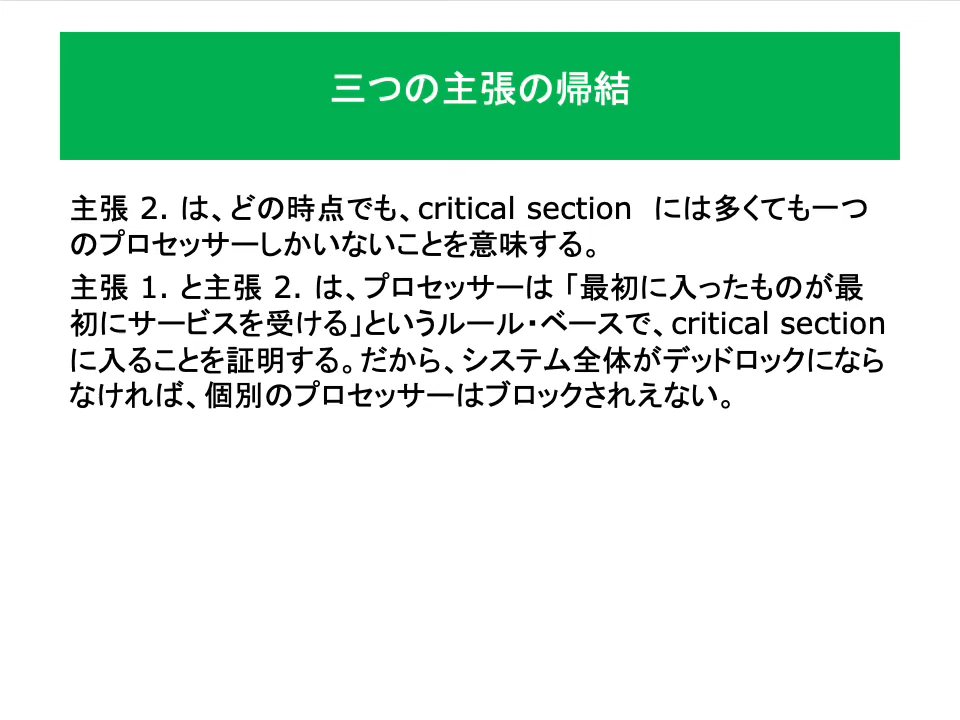 三つの主張の帰結
主張 2. は、どの時点でも、critical section には多くても一つ
のプロセッサーしかいないことを意味する。
主張 1. と主張 2. は、プロセッサーは「最初に入ったものが最
初にサービスを受ける」というルール・ベースで、critical section
に入ることを証明する。だから、システム全体がデッドロックになら
なければ、個別のプロセッサーはブロックされえない。